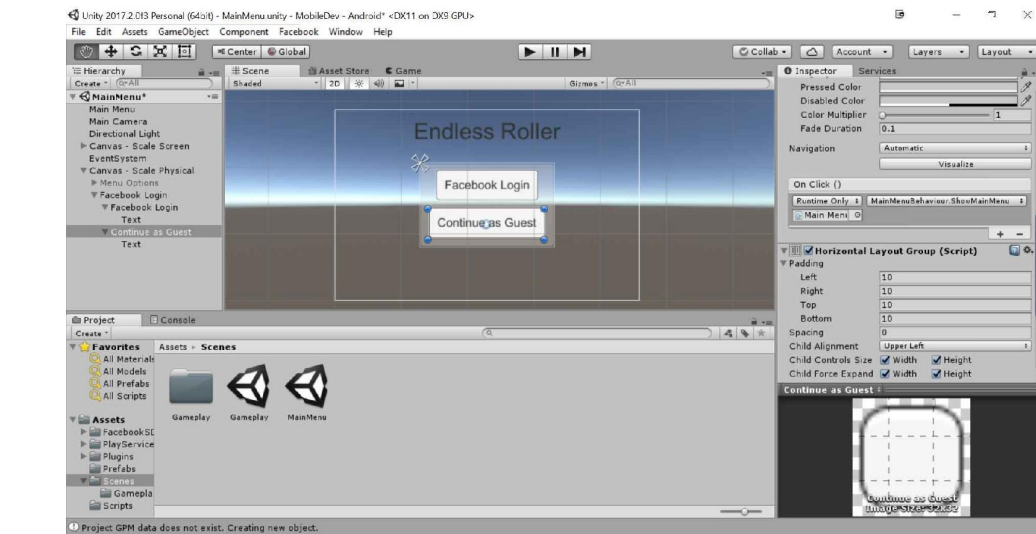 Unity 2017.2.0f3 Personal (64bit) - MainMenu.unity - MobileDev - Android* <DX11 on DX9 GPU>
File Edit Assets GameObject Component Facebook Window Help
Center Global Collab Account Layers Layout
Hierarchy
Create All
MainMenu*
Main Menu
Main Camera
Directional Light
Canvas - Scale Screen
EventSystem
Canvas - Scale Physical
Menu Options
Facebook Login
Facebook Login
Text
Continue as Guest
Text
Scene Asset Store Game
Shaded 2D Gizmos All
Endless Roller
Facebook Login
Continue as Guest
Inspector Services
Pressed Color
Disabled Color
Color Multiplier 1
Fade Duration 0.1
Navigation Automatic
Visualize
On Click ()
Runtime Only MainMenuBehaviour.ShowMainMenu
Main Menu
+ -
Horizontal Layout Group (Script)
Padding
Left 10
Right 10
Top 10
Bottom 10
Spacing 0
Child Alignment Upper Left
Child Controls Size Width Height
Child Force Expand Width Height
Continue as Guest
Continue as Guest
Image Size: 32x32
Project Console
Create
Favorites
All Materials
All Models
All Prefabs
All Scripts
Assets
FacebookSD
PlayService
Plugins
Prefabs
Scenes
Gamepla
Scripts
Assets Scenes
Gameplay Gameplay MainMenu
Project GPM data does not exist. Creating new object.